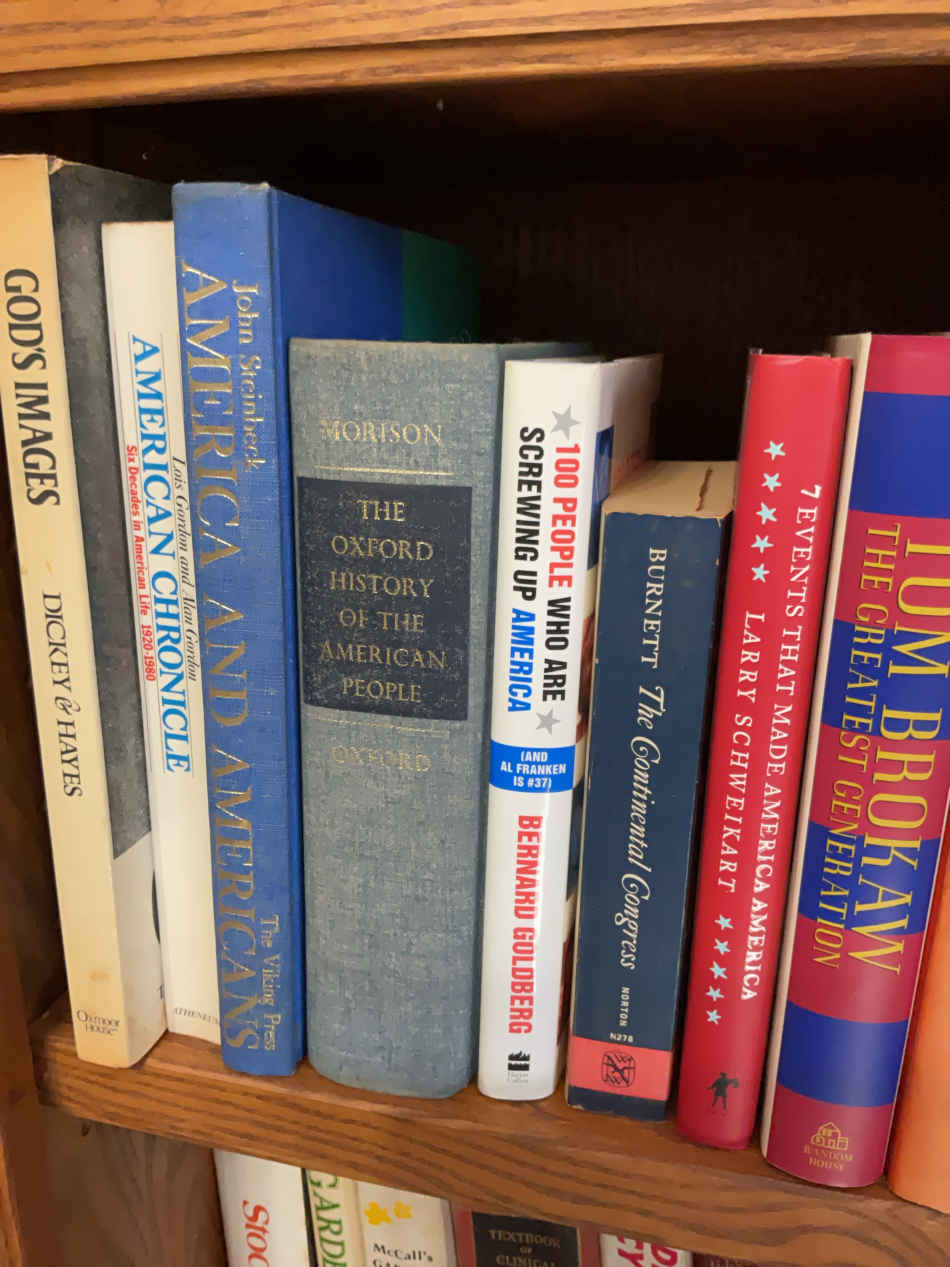 GOD'S IMAGES
DICKEY & HAYES
Oxmoor
HOUSE
Lois Gordon and Alan Gordon
AMERICAN CHRONICLE
Six Decades in American Life 1920-1980
ATHENEUM
John Steinbeck
AMERICA AND AMERICANS
The Viking Press
MORISON
THE
OXFORD
HISTORY
OF THE
AMERICAN
PEOPLE
OXFORD
100 PEOPLE WHO ARE
SCREWING UP AMERICA
(AND
AL FRANKEN
IS #37)
BERNARD GOLDBERG
Harper
Collins
BURNETT The Continental Congress
NORTON
N278
7 EVENTS THAT MADE AMERICA AMERICA
LARRY SCHWEIKART
TOM BROKAW
THE GREATEST GENERATION
RANDOM
HOUSE
McCall's
TEXTBOOK
OF
CLINICAL